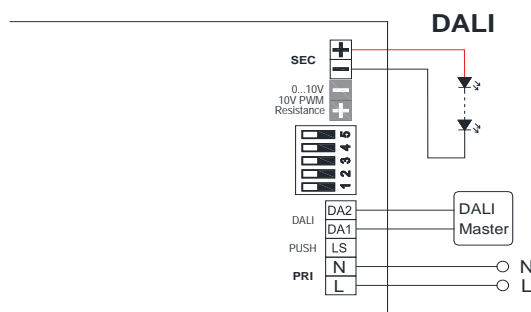 DALI
SEC
+
−
0...10V
10V PWM
Resistance
−
+
5
4
3
2
1
DALI
DA2
DA1
DALI
Master
PUSH
LS
PRI
N
N
L
L